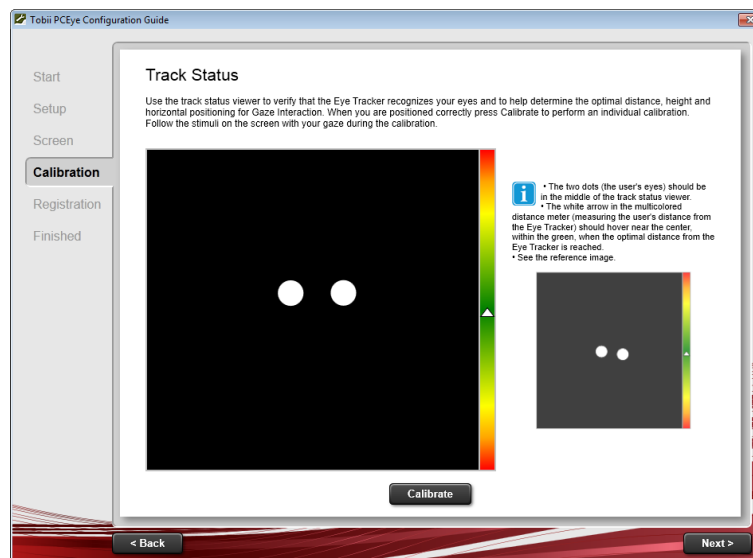 Tobii PCEye Configuration Guide
Start
Setup
Screen
Calibration
Registration
Finished
Track Status
Use the track status viewer to verify that the Eye Tracker recognizes your eyes and to help determine the optimal distance, height and
horizontal positioning for Gaze Interaction. When you are positioned correctly press Calibrate to perform an individual calibration.
Follow the stimuli on the screen with your gaze during the calibration.
• The two dots (the user's eyes) should be
in the middle of the track status viewer.
• The white arrow in the multicolored
distance meter (measuring the user's distance from
the Eye Tracker) should hover near the center,
within the green, when the optimal distance from the
Eye Tracker is reached.
• See the reference image.
Calibrate
< Back
Next >